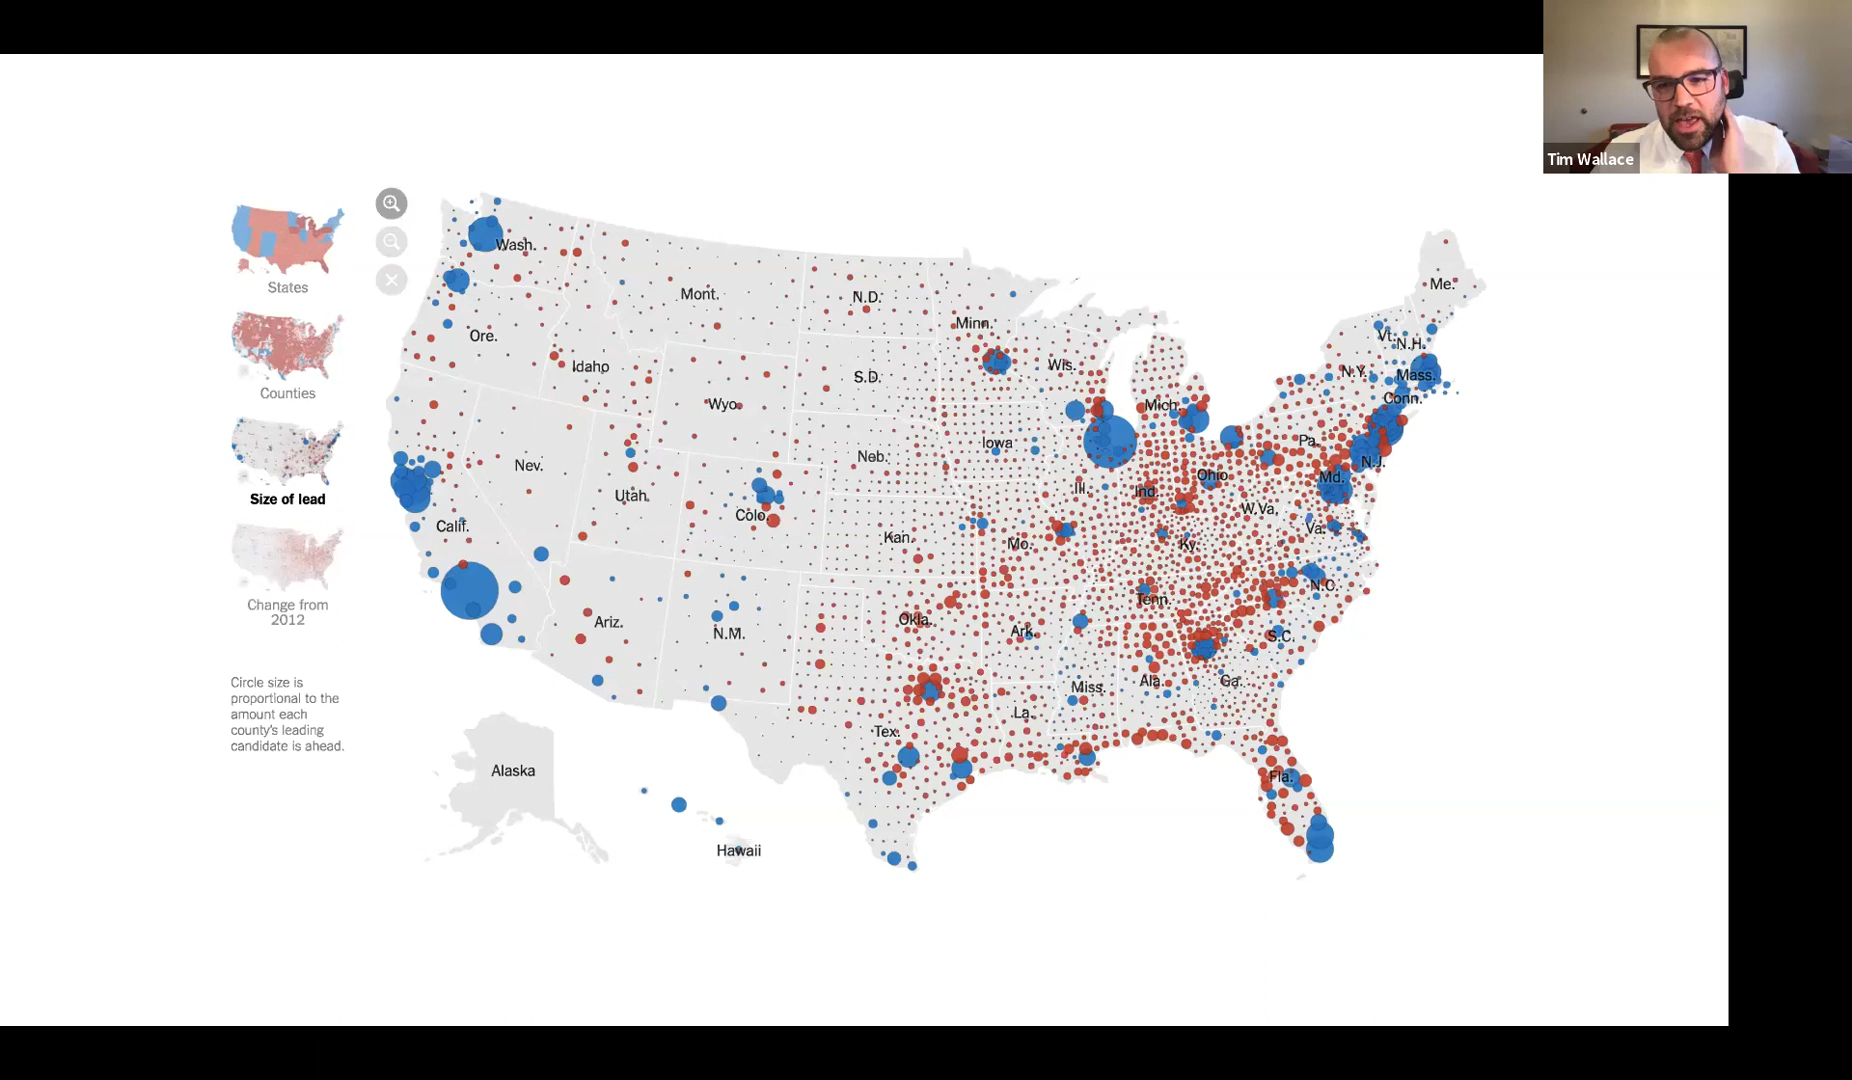 Tim Wallace
States
Counties
Size of lead
Change from
2012
Circle size is
proportional to the
amount each
county's leading
candidate is ahead.
Wash.
Mont.
N.D.
Minn.
Me.
Ore.
Idaho
S.D.
Wis.
Vt.
N.H.
N.Y.
Mass.
Wyo.
Mich.
Conn.
Nev.
Neb.
Iowa
Pa.
N.J.
Utah
Colo.
Ill.
Ind.
Ohio
Md.
Calif.
Kan.
Mo.
W.Va.
Va.
Ky.
Ariz.
N.M.
Okla.
Ark.
Tenn.
N.C.
S.C.
Tex.
La.
Miss.
Ala.
Ga.
Alaska
Hawaii
Fla.